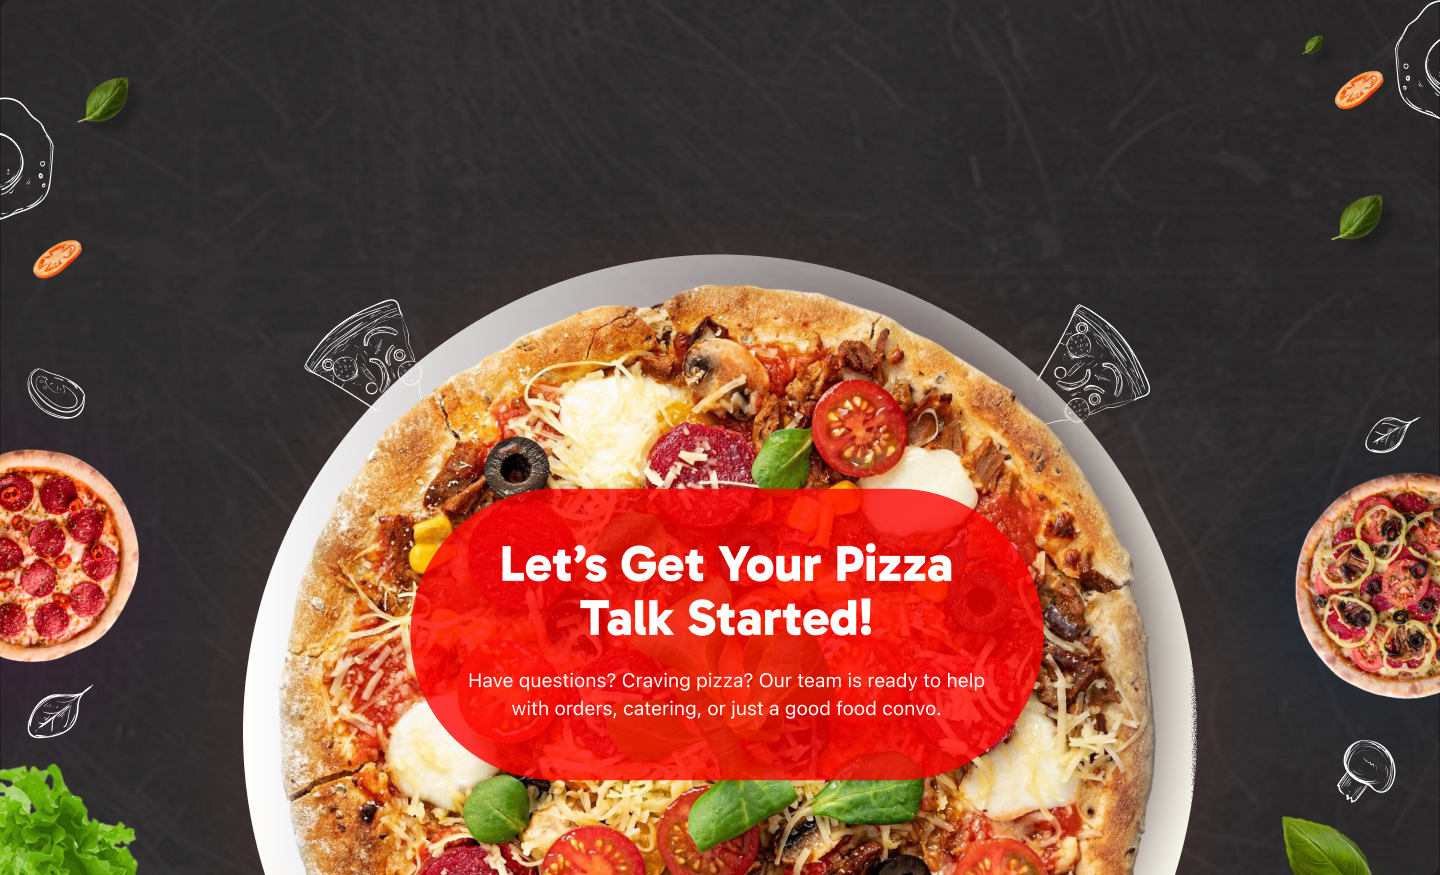 Let’s Get Your Pizza
Talk Started!
Have questions? Craving pizza? Our team is ready to help
with orders, catering, or just a good food convo.